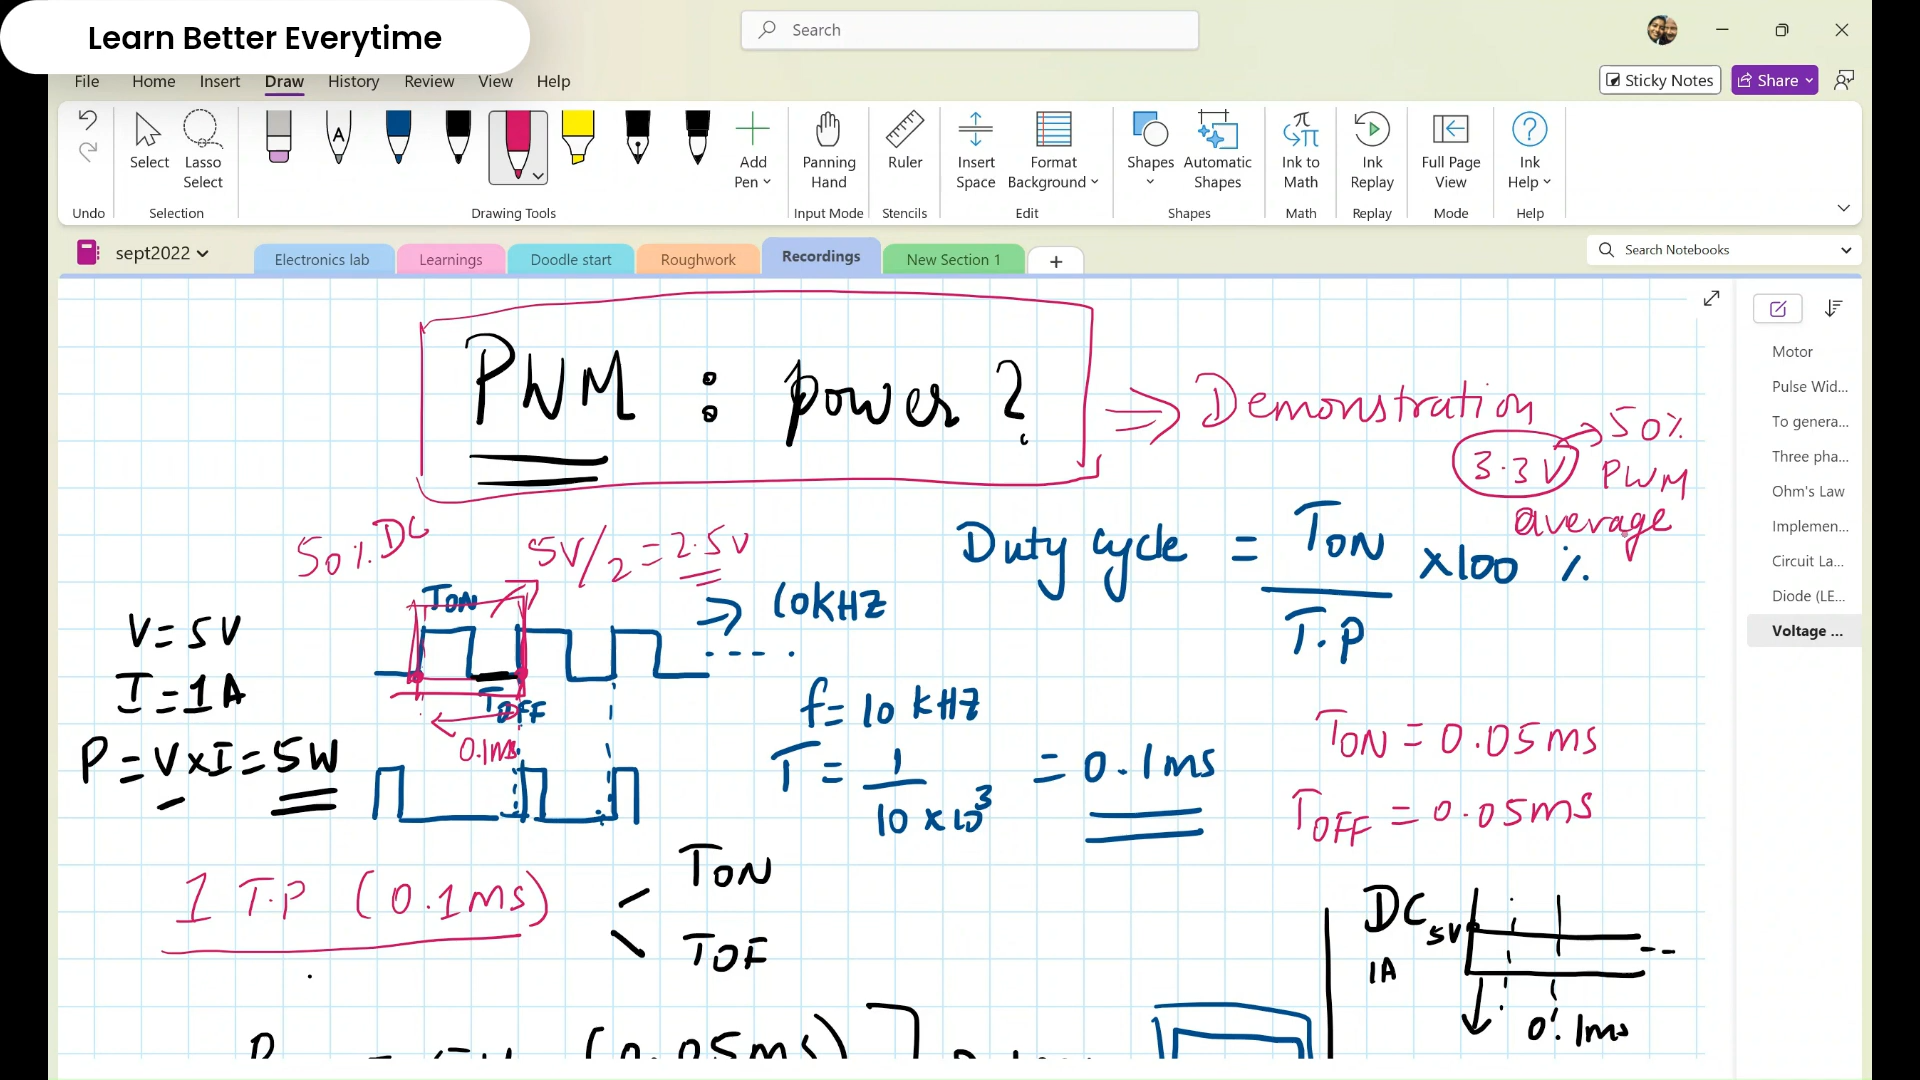 Learn Better Everytime
Search
File Home Insert Draw History Review View Help
Sticky Notes Share
Select Lasso Select
Add Pen
Panning Hand
Ruler
Insert Space
Format Background
Shapes
Automatic Shapes
Ink to Math
Ink Replay
Full Page View
Ink Help
Undo Selection Drawing Tools Input Mode Stencils Edit Shapes Math Replay Mode Help
sept2022
Electronics lab Learnings Doodle start Roughwork Recordings New Section 1 +
Search Notebooks
Motor
Pulse Wid...
To genera...
Three pha...
Ohm's Law
Implemen...
Circuit La...
Diode (LE...
Voltage ...
PWM : power ?
⇒ Demonstration
3.3V → 50%
PWM
average
50% DC
5V/2 = 2.5V
Duty cycle = TON / T.P x100 %
TON
→ 10KHZ
V = 5V
I = 1A
P = VxI = 5W
TOFF
0.1ms
f = 10 KHZ
T = 1 / 10 x 10³ = 0.1ms
TON = 0.05ms
TOFF = 0.05ms
1 T.P (0.1ms) < TON
TOF
DC 5V
1A
0.1ms
(0.05ms)